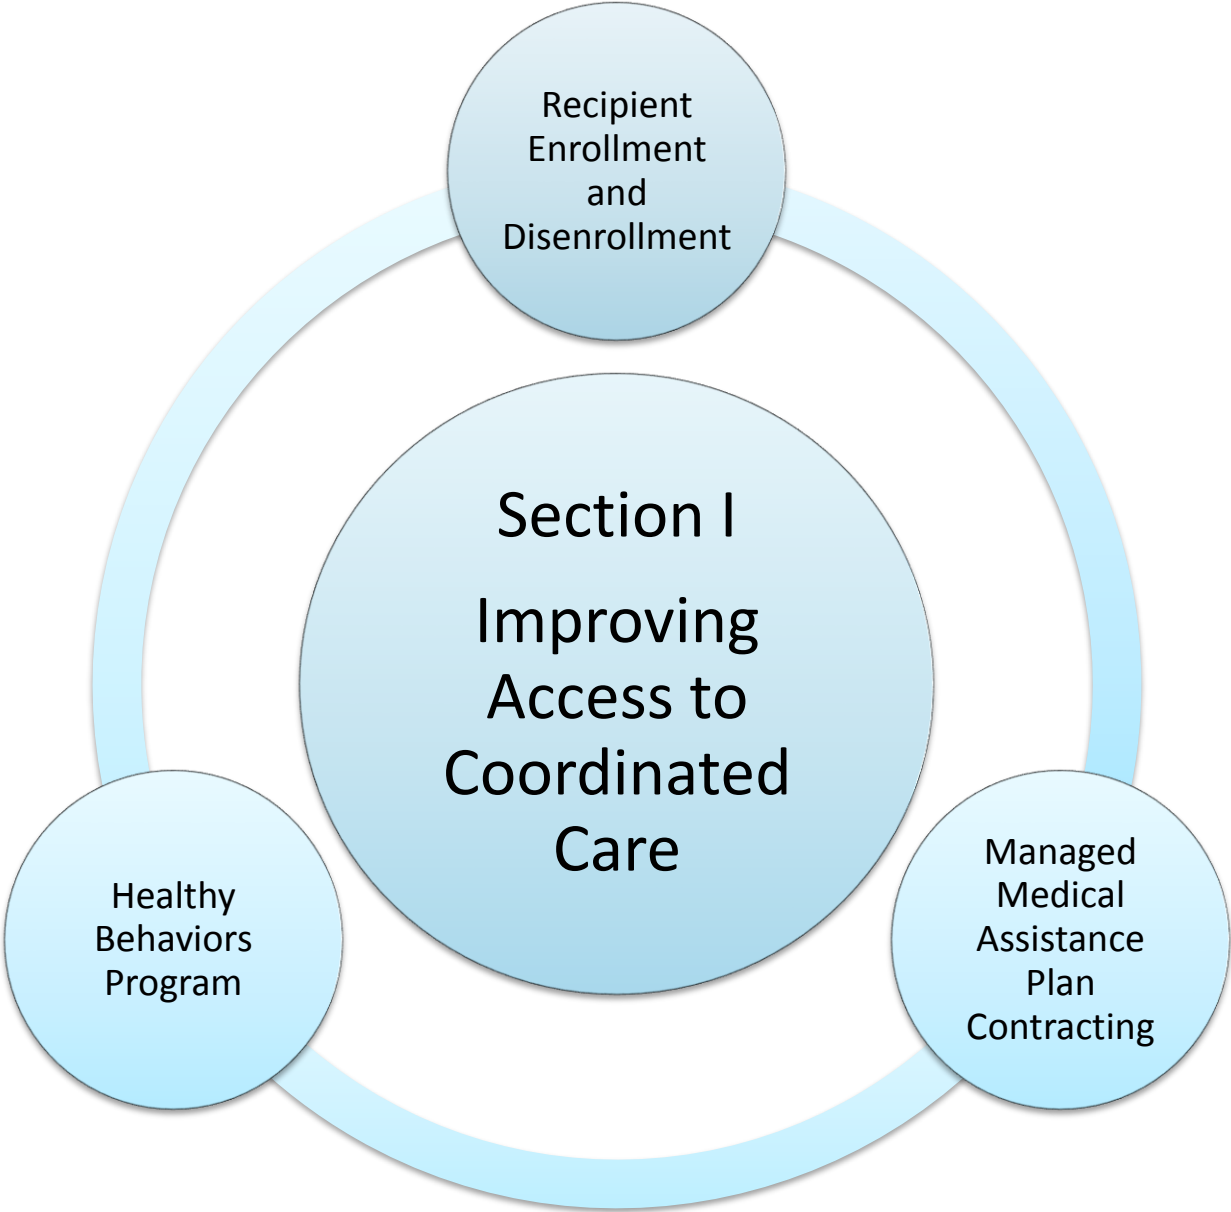 Recipient
Enrollment
and
Disenrollment
Section I
Improving
Access to
Coordinated
Care
Managed
Medical
Assistance
Plan
Contracting
Healthy
Behaviors
Program